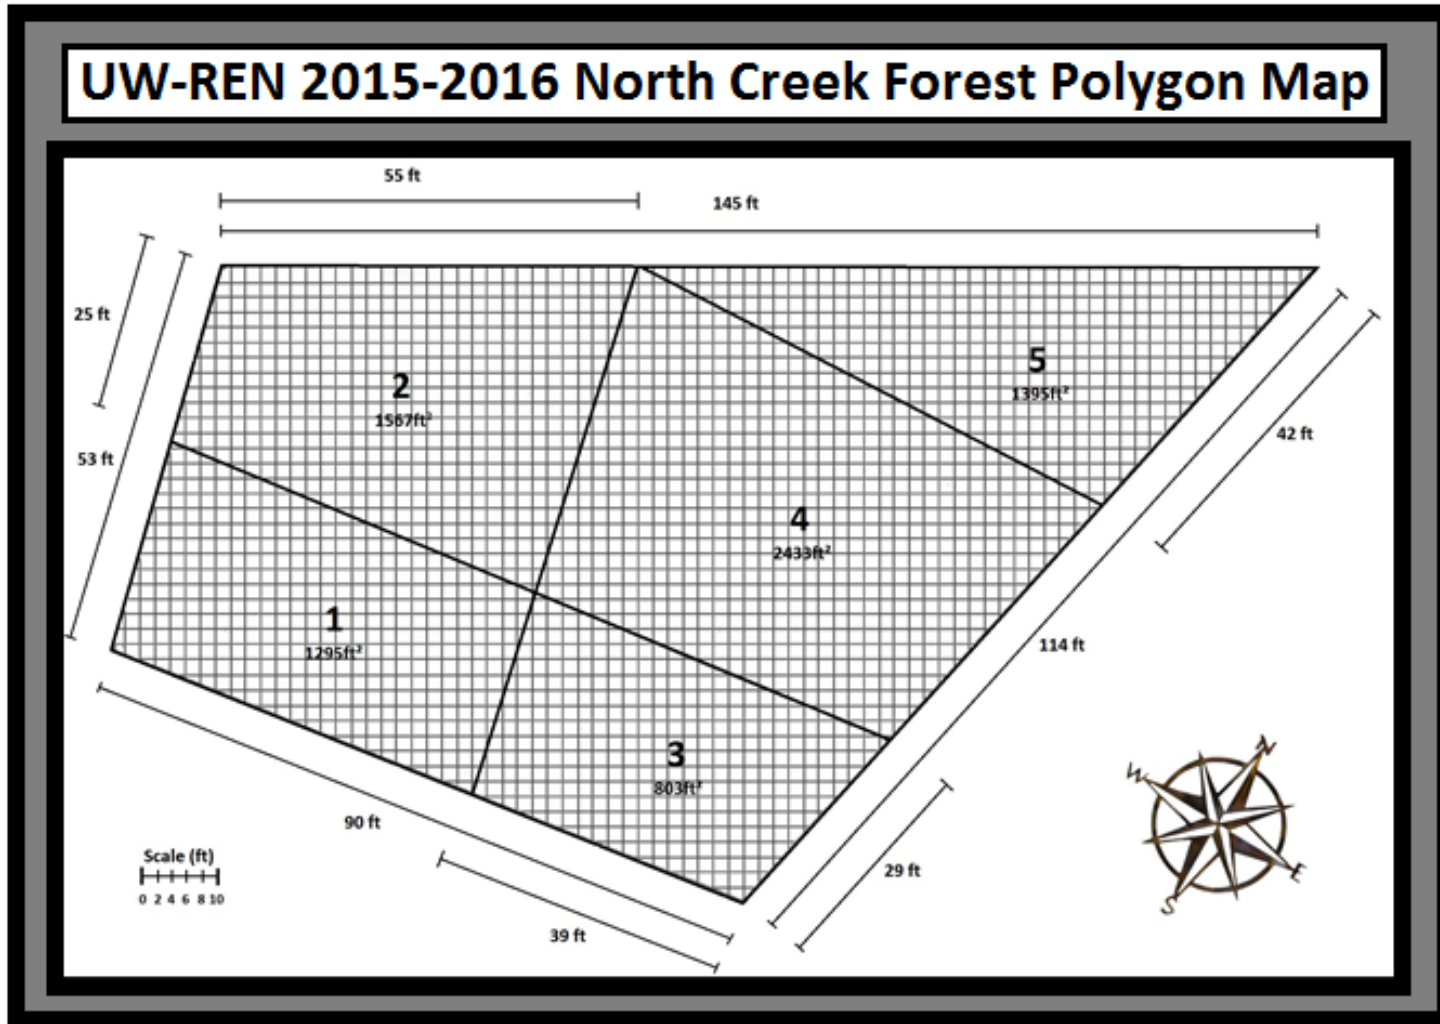 UW-REN 2015-2016 North Creek Forest Polygon Map
55 ft
145 ft
25 ft
53 ft
2
1567ft²
5
1395ft²
42 ft
4
2433ft²
1
1295ft²
114 ft
3
803ft²
90 ft
29 ft
39 ft
Scale (ft)
0 2 4 6 8 10
N
W
E
S